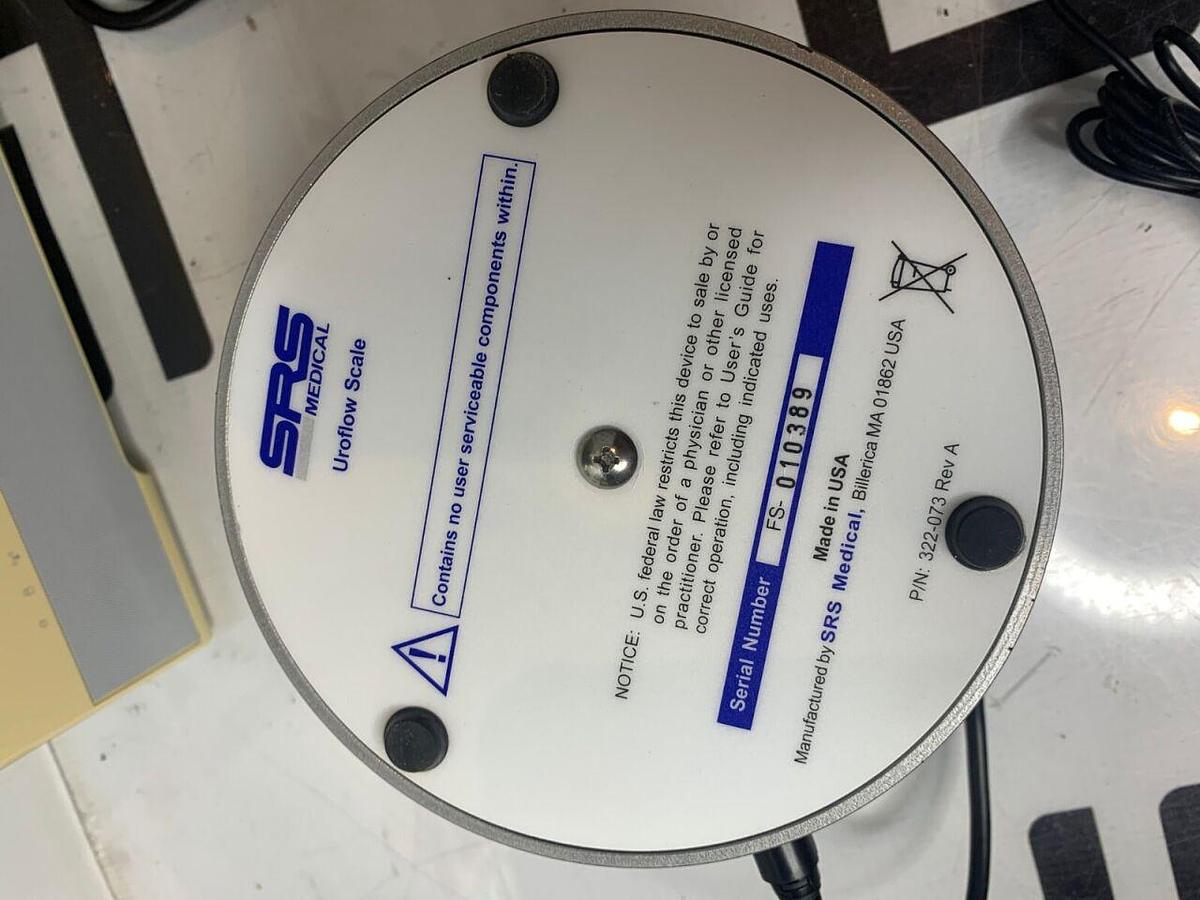 SRS
MEDICAL
Uroflow Scale
Contains no user serviceable components within.
NOTICE: U.S. federal law restricts this device to sale by or
on the order of a physician or other licensed
practitioner. Please refer to User's Guide for
correct operation, including indicated uses.
Serial Number FS- 010389
Made in USA
Manufactured by SRS Medical, Billerica MA 01862 USA
P/N: 322-073 Rev A